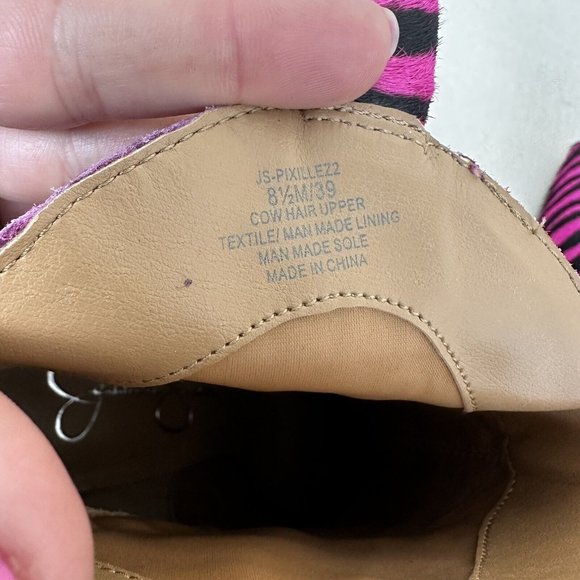 JS-PIXILLEZ2
8½M/39
COW HAIR UPPER
TEXTILE/ MAN MADE LINING
MAN MADE SOLE
MADE IN CHINA